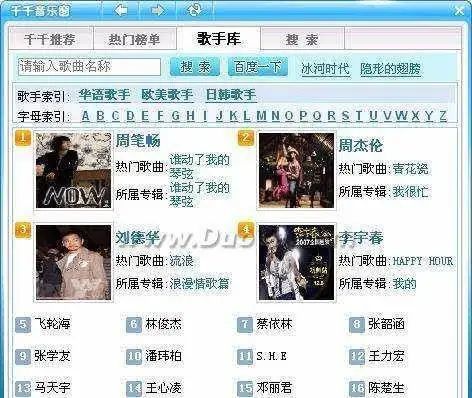 千千音乐窗
千千推荐 热门榜单 歌手库 搜 索
请输入歌曲名称 搜 索 百度一下 冰河时代 隐形的翅膀
歌手索引: 华语歌手 欧美歌手 日韩歌手
字母索引: A B C D E F G H I J K L M N O P Q R S T U V W X Y Z
1 周笔畅
热门歌曲:谁动了我的琴弦
所属专辑:谁动了我的琴弦
NOW
2 周杰伦
热门歌曲:青花瓷
所属专辑:我很忙
3 刘德华
热门歌曲:流浪
所属专辑:浪漫情歌篇
4 李宇春
热门歌曲:HAPPY HOUR
所属专辑:我的
5 飞轮海 6 林俊杰 7 蔡依林 8 张韶涵
9 张学友 10 潘玮柏 11 S.H.E 12 王力宏
13 马天宇 14 王心凌 15 邓丽君 16 陈楚生